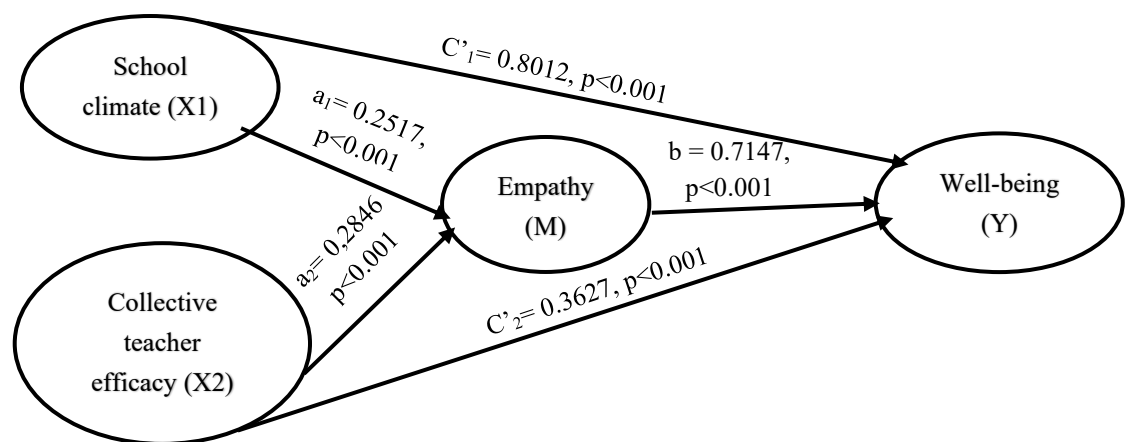 School
climate (X1)
C’1= 0.8012, p<0.001
a1= 0.2517,
p<0.001
b = 0.7147,
p<0.001
Empathy
(M)
Well-being
(Y)
a2= 0,2846
p<0.001
C’2= 0.3627, p<0.001
Collective
teacher
efficacy (X2)